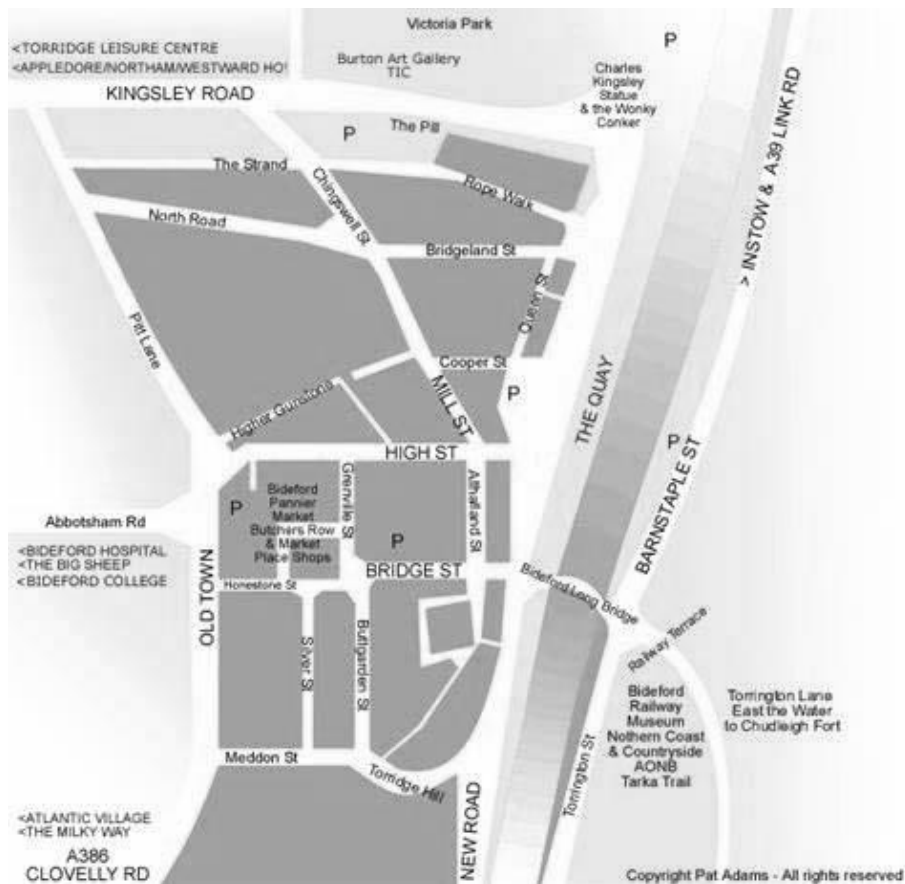 Victoria Park
P
<TORRIDGE LEISURE CENTRE
<APPLEDORE/NORTHAM/WESTWARD HO!
Burton Art Gallery
TIC
Charles
Kingsley
Statue
& the Wonky
Conker
KINGSLEY ROAD
P
The Pill
The Strand
Chingswell St
Rope Walk
North Road
Bridgeland St
> INSTOW & A39 LINK RD
Queen St
Pitt Lane
Cooper St
MILL ST
P
THE QUAY
Higher Gunstone
HIGH ST
P
BARNSTAPLE ST
Grenville St
Allhalland St
P
Bideford
Pannier
Market
Butchers Row
& Market
Place Shops
P
Abbotsham Rd
<BIDEFORD HOSPITAL
<THE BIG SHEEP
<BIDEFORD COLLEGE
BRIDGE ST
Honestone St
Bideford Long Bridge
OLD TOWN
Silver St
Buttgarden St
Railway Terrace
Bideford
Railway
Museum
Nothern Coast
& Countryside
AONB
Tarka Trail
Torrington Lane
East the Water
to Chudleigh Fort
Meddon St
Torridge Hill
NEW ROAD
Torrington St
<ATLANTIC VILLAGE
<THE MILKY WAY
A386
CLOVELLY RD
Copyright Pat Adams - All rights reserved